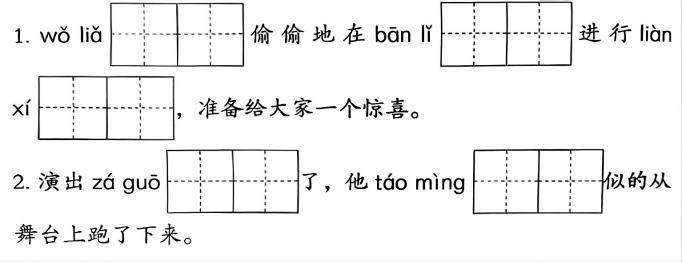 1. wǒ liǎ 偷偷地在 bān lǐ 进行 liàn
xí ，准备给大家一个惊喜。
2. 演出 zá guō 了，他 táo mìng 似的从
舞台上跑了下来。